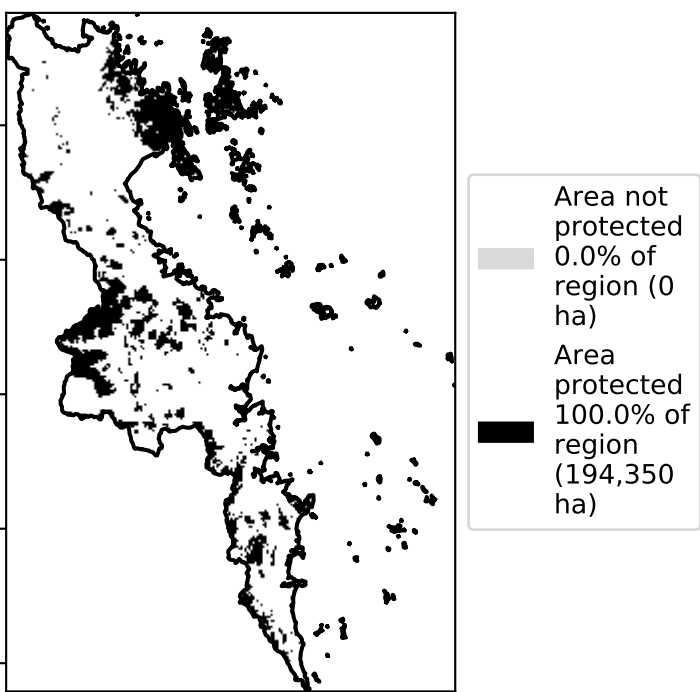 Area not
protected
0.0% of
region (0
ha)
Area
protected
100.0% of
region
(194,350
ha)